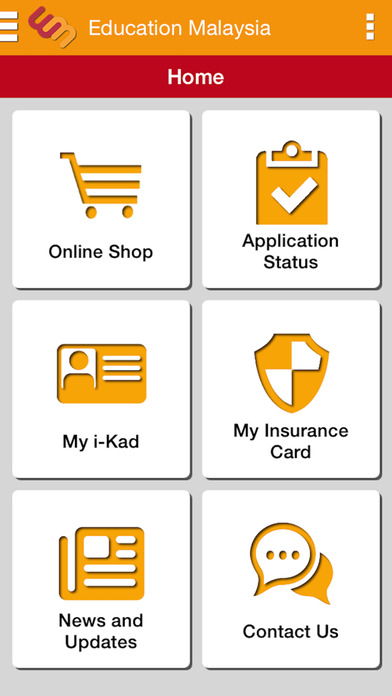 Education Malaysia
Home
Online Shop
Application
Status
My i-Kad
My Insurance
Card
News and
Updates
Contact Us